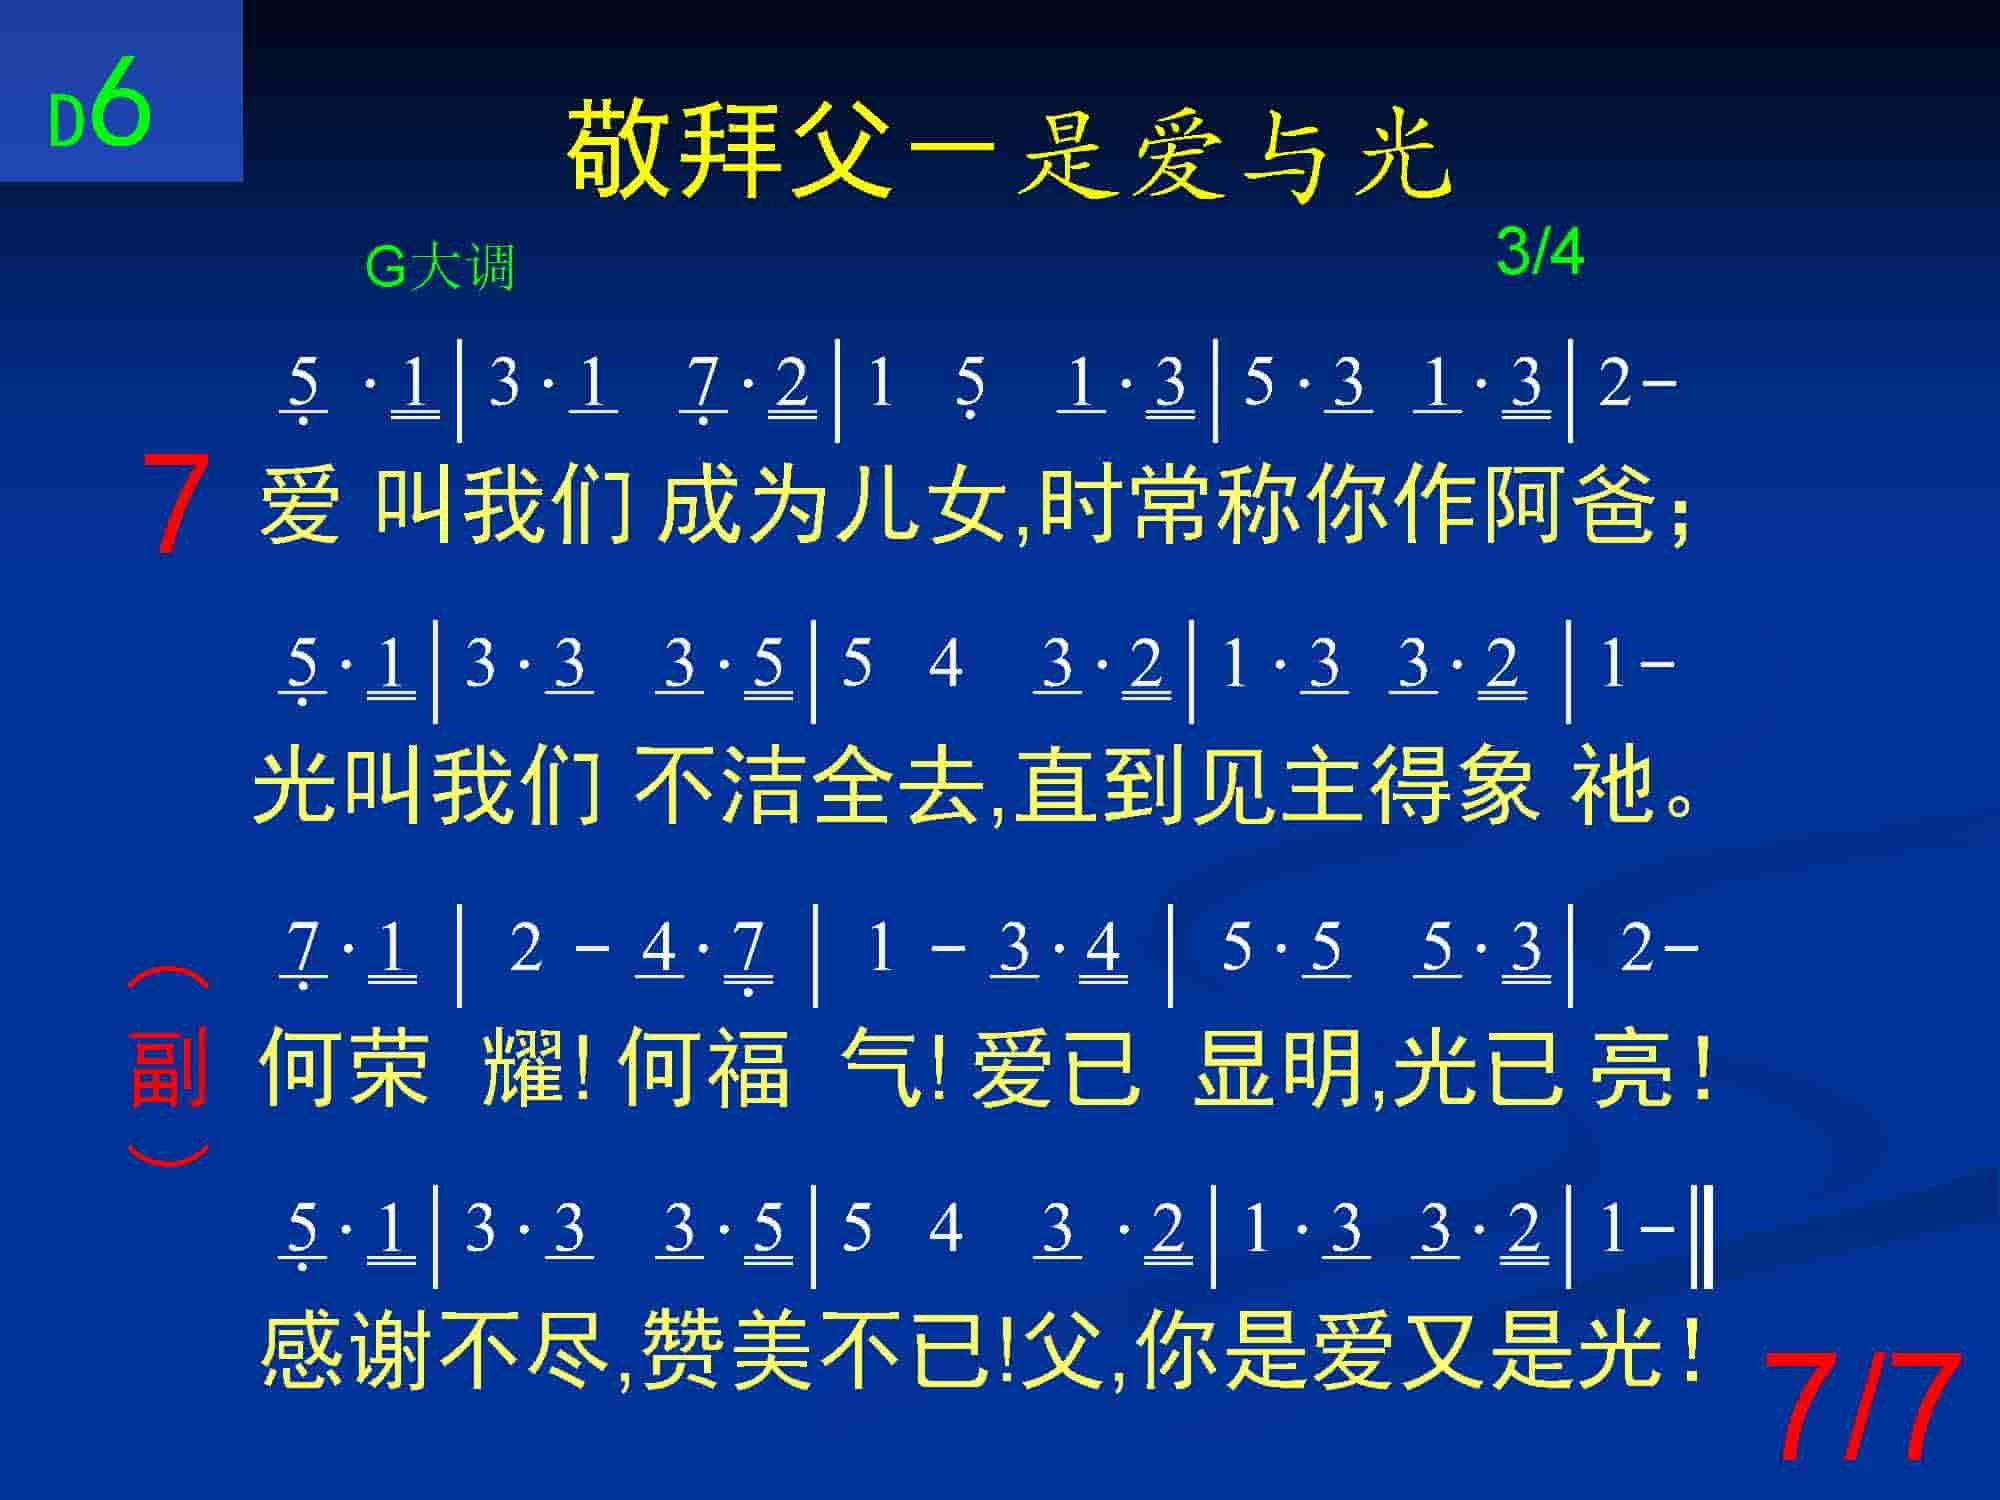 D6
敬拜父－是爱与光
G大调 3/4
5 · 1 | 3 · 1 7 · 2 | 1 5 1 · 3 | 5 · 3 1 · 3 | 2 -
7 爱 叫我们 成为儿女,时常称你作阿爸；
5 · 1 | 3 · 3 3 · 5 | 5 4 3 · 2 | 1 · 3 3 · 2 | 1 -
光叫我们 不洁全去,直到见主得象 祂。
7 · 1 | 2 - 4 · 7 | 1 - 3 · 4 | 5 · 5 5 · 3 | 2 -
（副） 何荣 耀! 何福 气! 爱已 显明,光已 亮!
5 · 1 | 3 · 3 3 · 5 | 5 4 3 · 2 | 1 · 3 3 · 2 | 1 - ‖
感谢不尽,赞美不已!父,你是爱又是光!
7/7